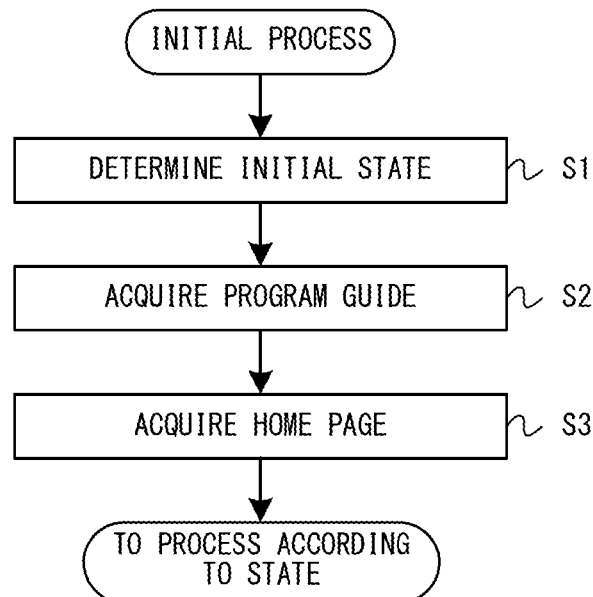 INITIAL PROCESS
DETERMINE INITIAL STATE
S1
ACQUIRE PROGRAM GUIDE
S2
ACQUIRE HOME PAGE
S3
TO PROCESS ACCORDING
TO STATE